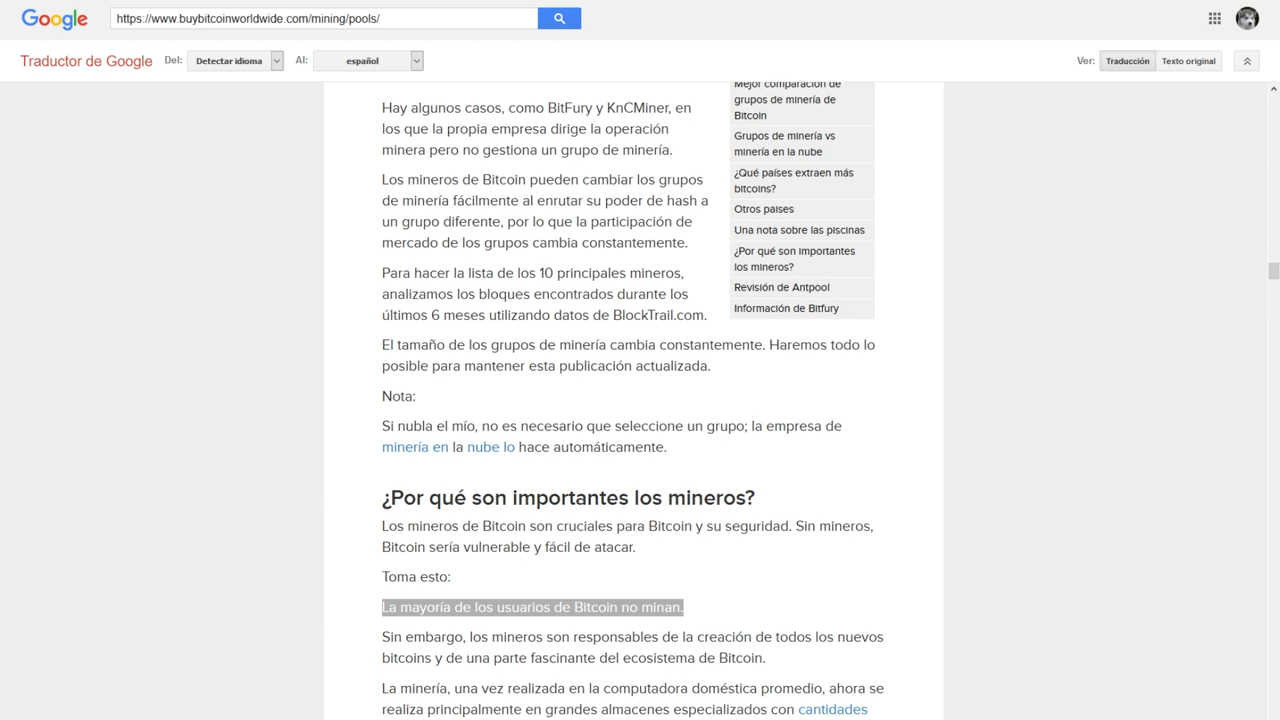 Google
https://www.buybitcoinworldwide.com/mining/pools/
Traductor de Google
Del:
Detectar idioma
Al:
español
Ver:
Traducción
Texto original
Hay algunos casos, como BitFury y KnCMiner, en
los que la propia empresa dirige la operación
minera pero no gestiona un grupo de minería.
Los mineros de Bitcoin pueden cambiar los grupos
de minería fácilmente al enrutar su poder de hash a
un grupo diferente, por lo que la participación de
mercado de los grupos cambia constantemente.
Para hacer la lista de los 10 principales mineros,
analizamos los bloques encontrados durante los
últimos 6 meses utilizando datos de BlockTrail.com.
Mejor comparación de
grupos de minería de
Bitcoin
Grupos de minería vs
minería en la nube
¿Qué países extraen más
bitcoins?
Otros paises
Una nota sobre las piscinas
¿Por qué son importantes
los mineros?
Revisión de Antpool
Información de Bitfury
El tamaño de los grupos de minería cambia constantemente. Haremos todo lo
posible para mantener esta publicación actualizada.
Nota:
Si nubla el mío, no es necesario que seleccione un grupo; la empresa de
minería en la nube lo hace automáticamente.
¿Por qué son importantes los mineros?
Los mineros de Bitcoin son cruciales para Bitcoin y su seguridad. Sin mineros,
Bitcoin sería vulnerable y fácil de atacar.
Toma esto:
La mayoría de los usuarios de Bitcoin no minan.
Sin embargo, los mineros son responsables de la creación de todos los nuevos
bitcoins y de una parte fascinante del ecosistema de Bitcoin.
La minería, una vez realizada en la computadora doméstica promedio, ahora se
realiza principalmente en grandes almacenes especializados con cantidades